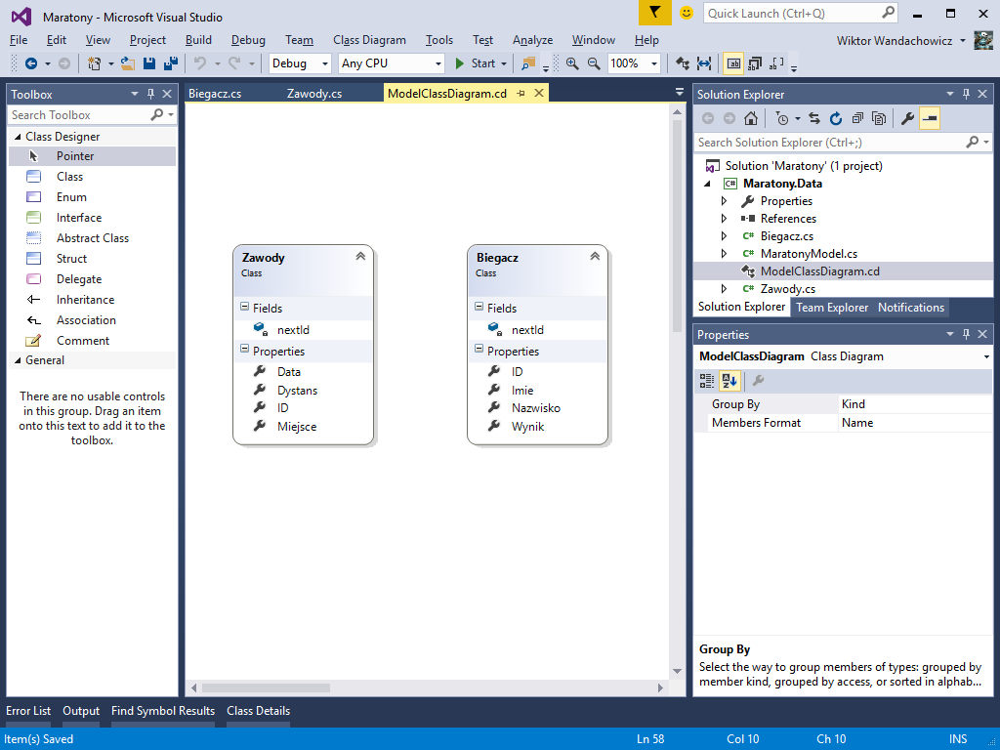 Maratony - Microsoft Visual Studio
Quick Launch (Ctrl+Q)
File Edit View Project Build Debug Team Class Diagram Tools Test Analyze Window Help Wiktor Wandachowicz
Debug Any CPU Start 100%
Toolbox
Search Toolbox
Class Designer
Pointer
Class
Enum
Interface
Abstract Class
Struct
Delegate
Inheritance
Association
Comment
General
There are no usable controls
in this group. Drag an item
onto this text to add it to the
toolbox.
Biegacz.cs Zawody.cs ModelClassDiagram.cd
Zawody
Class
Fields
nextId
Properties
Data
Dystans
ID
Miejsce
Biegacz
Class
Fields
nextId
Properties
ID
Imie
Nazwisko
Wynik
Solution Explorer
Search Solution Explorer (Ctrl+;)
Solution 'Maratony' (1 project)
C# Maratony.Data
Properties
References
C# Biegacz.cs
C# MaratonyModel.cs
ModelClassDiagram.cd
C# Zawody.cs
Solution Explorer Team Explorer Notifications
Properties
ModelClassDiagram Class Diagram
Group By Kind
Members Format Name
Group By
Select the way to group members of types: grouped by
member kind, grouped by access, or sorted in alphab...
Error List Output Find Symbol Results Class Details
Item(s) Saved Ln 58 Col 10 Ch 10 INS